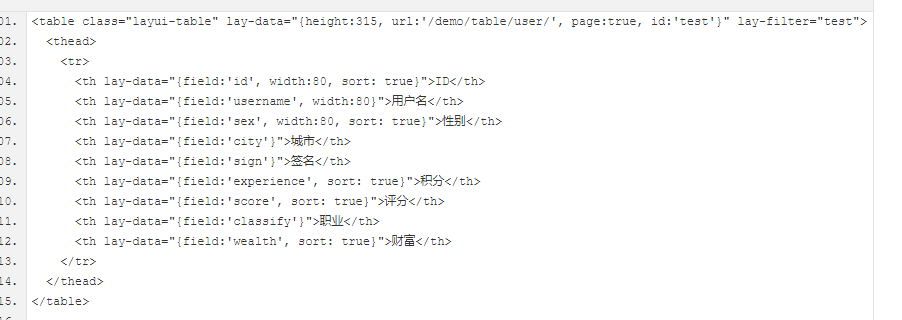 01. <table class="layui-table" lay-data="{height:315, url:'/demo/table/user/', page:true, id:'test'}" lay-filter="test">
02.   <thead>
03.     <tr>
04.       <th lay-data="{field:'id', width:80, sort: true}">ID</th>
05.       <th lay-data="{field:'username', width:80}">用户名</th>
06.       <th lay-data="{field:'sex', width:80, sort: true}">性别</th>
07.       <th lay-data="{field:'city'}">城市</th>
08.       <th lay-data="{field:'sign'}">签名</th>
09.       <th lay-data="{field:'experience', sort: true}">积分</th>
10.       <th lay-data="{field:'score', sort: true}">评分</th>
11.       <th lay-data="{field:'classify'}">职业</th>
12.       <th lay-data="{field:'wealth', sort: true}">财富</th>
13.     </tr>
14.   </thead>
15. </table>